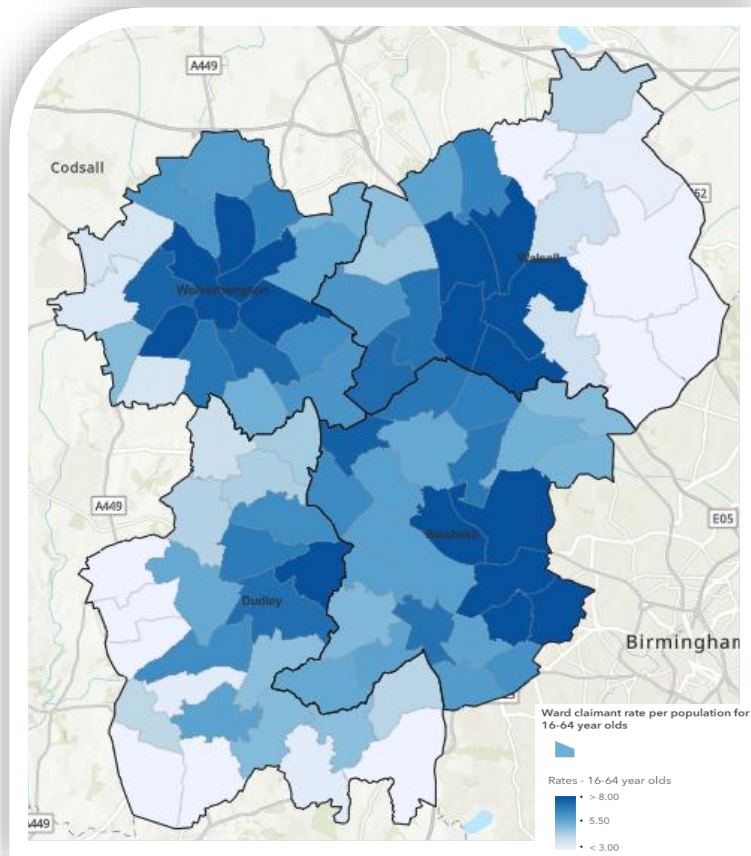 A449
Codsall
Wolverhampton
Walsall
A449
Sandwell
E05
Dudley
Birmingham
Ward claimant rate per population for
16-64 year olds
Rates - 16-64 year olds
> 8.00
5.50
< 3.00
A449